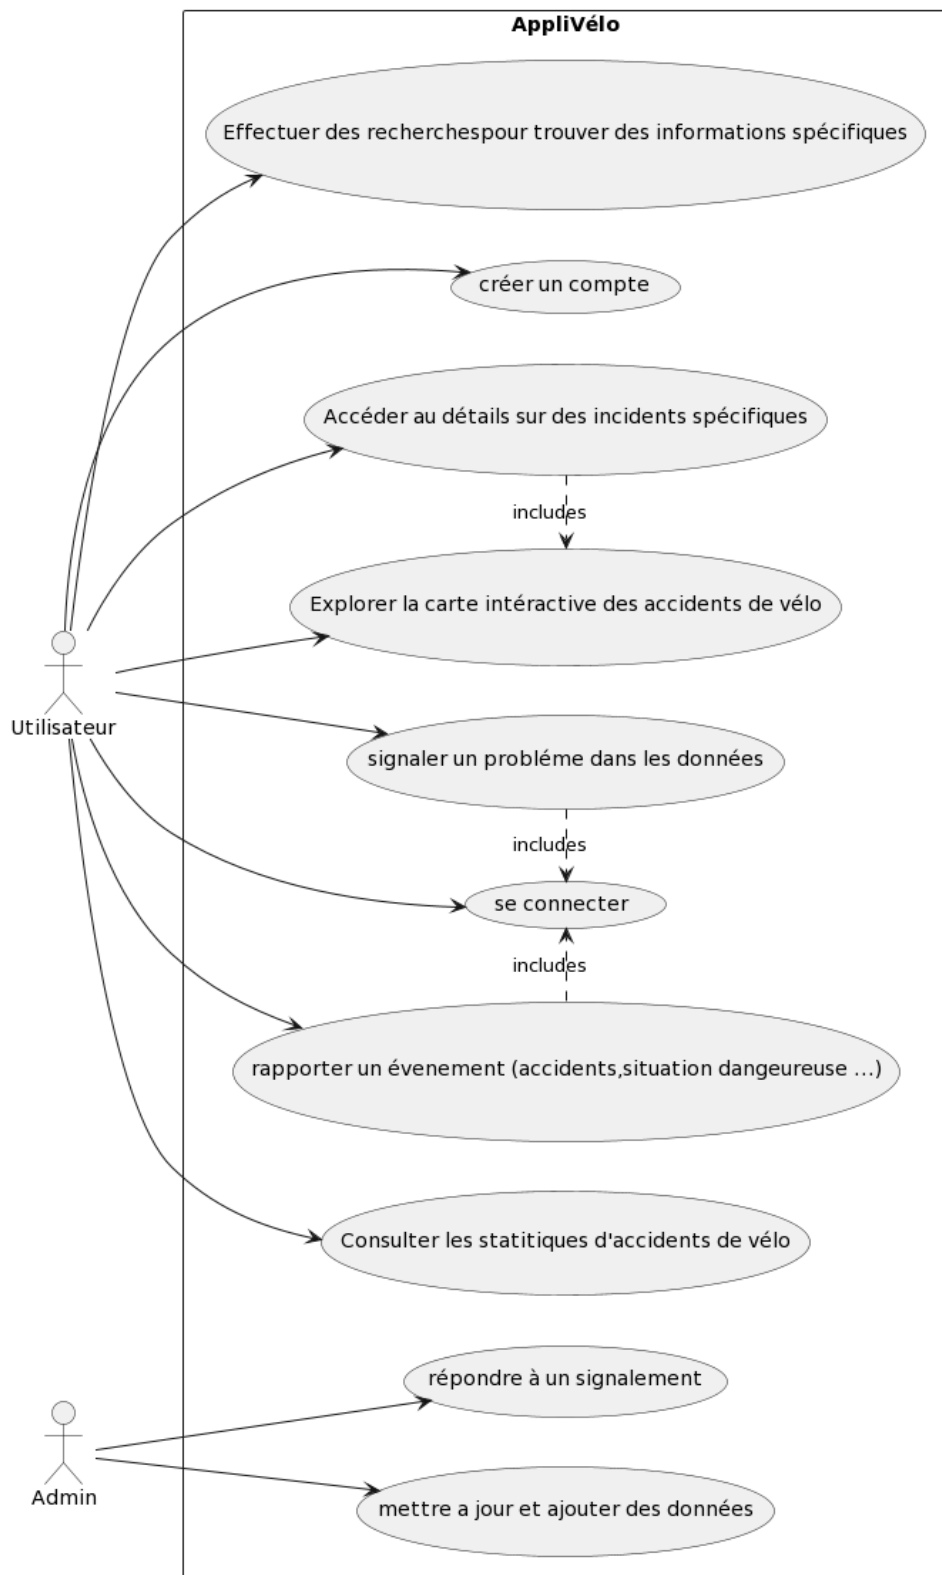 AppliVélo
Effectuer des recherchespour trouver des informations spécifiques
créer un compte
Accéder au détails sur des incidents spécifiques
includes
Explorer la carte intéractive des accidents de vélo
Utilisateur
signaler un probléme dans les données
includes
se connecter
includes
rapporter un évenement (accidents,situation dangeureuse ...)
Consulter les statitiques d'accidents de vélo
répondre à un signalement
Admin
mettre a jour et ajouter des données